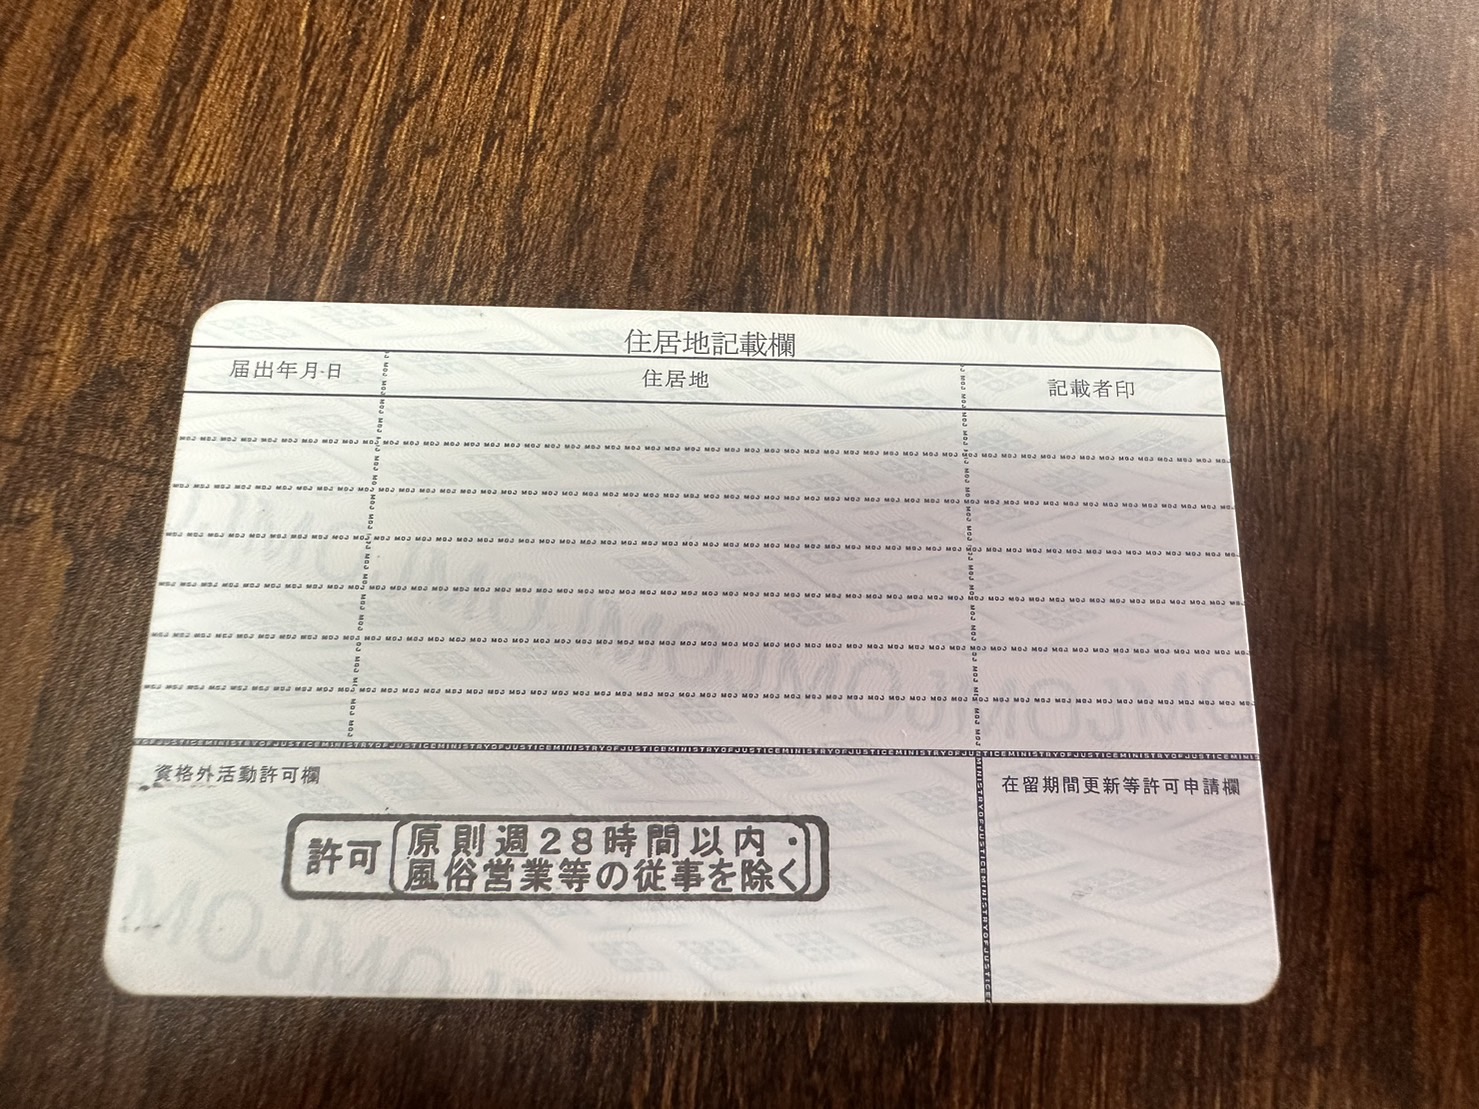 住居地記載欄
届出年月日 住居地 記載者印
MINISTRYOFJUSTICEMINISTRYOFJUSTICEMINISTRYOFJUSTICEMINISTRYOFJUSTICE
資格外活動許可欄 在留期間更新等許可申請欄
許可 原則週28時間以内・
風俗営業等の従事を除く